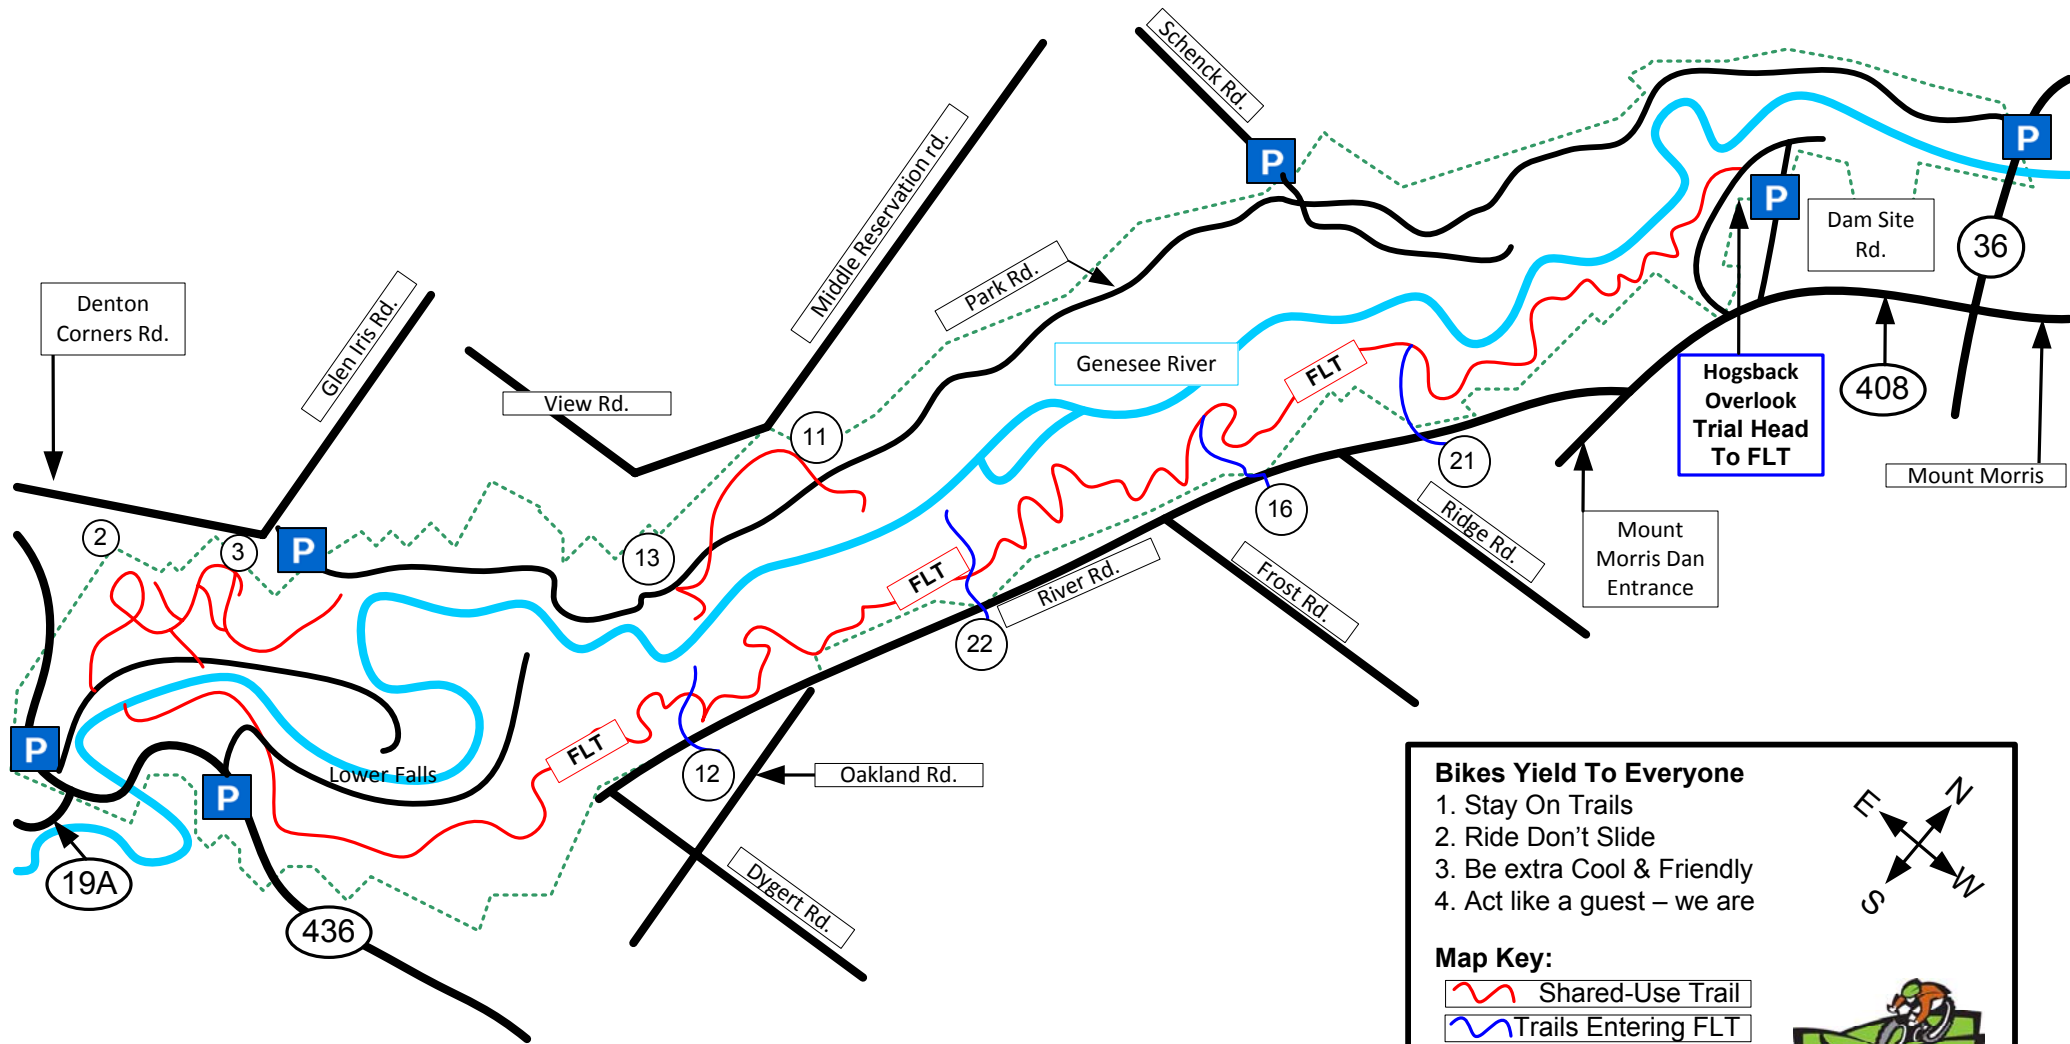 Schenck Rd.
P
P
Middle Reservation rd.
P
Dam Site
Rd.
36
Park Rd.
Denton
Corners Rd.
Glen Iris Rd.
Genesee River
FLT
View Rd.
Hogsback
Overlook
Trial Head
To FLT
408
Mount Morris
11
21
16
Ridge Rd.
Mount
Morris Dan
Entrance
2
3
P
13
FLT
River Rd.
Frost Rd.
22
P
FLT
12
Oakland Rd.
Lower Falls
P
19A
436
Dygert Rd.
Bikes Yield To Everyone
1. Stay On Trails
2. Ride Don’t Slide
3. Be extra Cool & Friendly
4. Act like a guest – we are
E
N
S
W
Map Key:
Shared-Use Trail
Trails Entering FLT